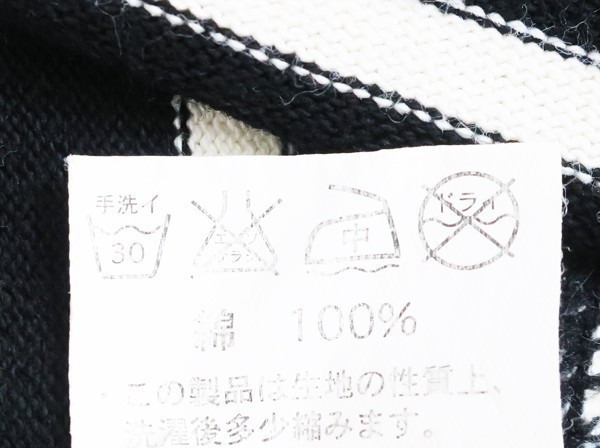 手洗イ
30
エンソ
サラシ
中
ドライ
綿 100%
・この製品は生地の性質上、
洗濯後多少縮みます。